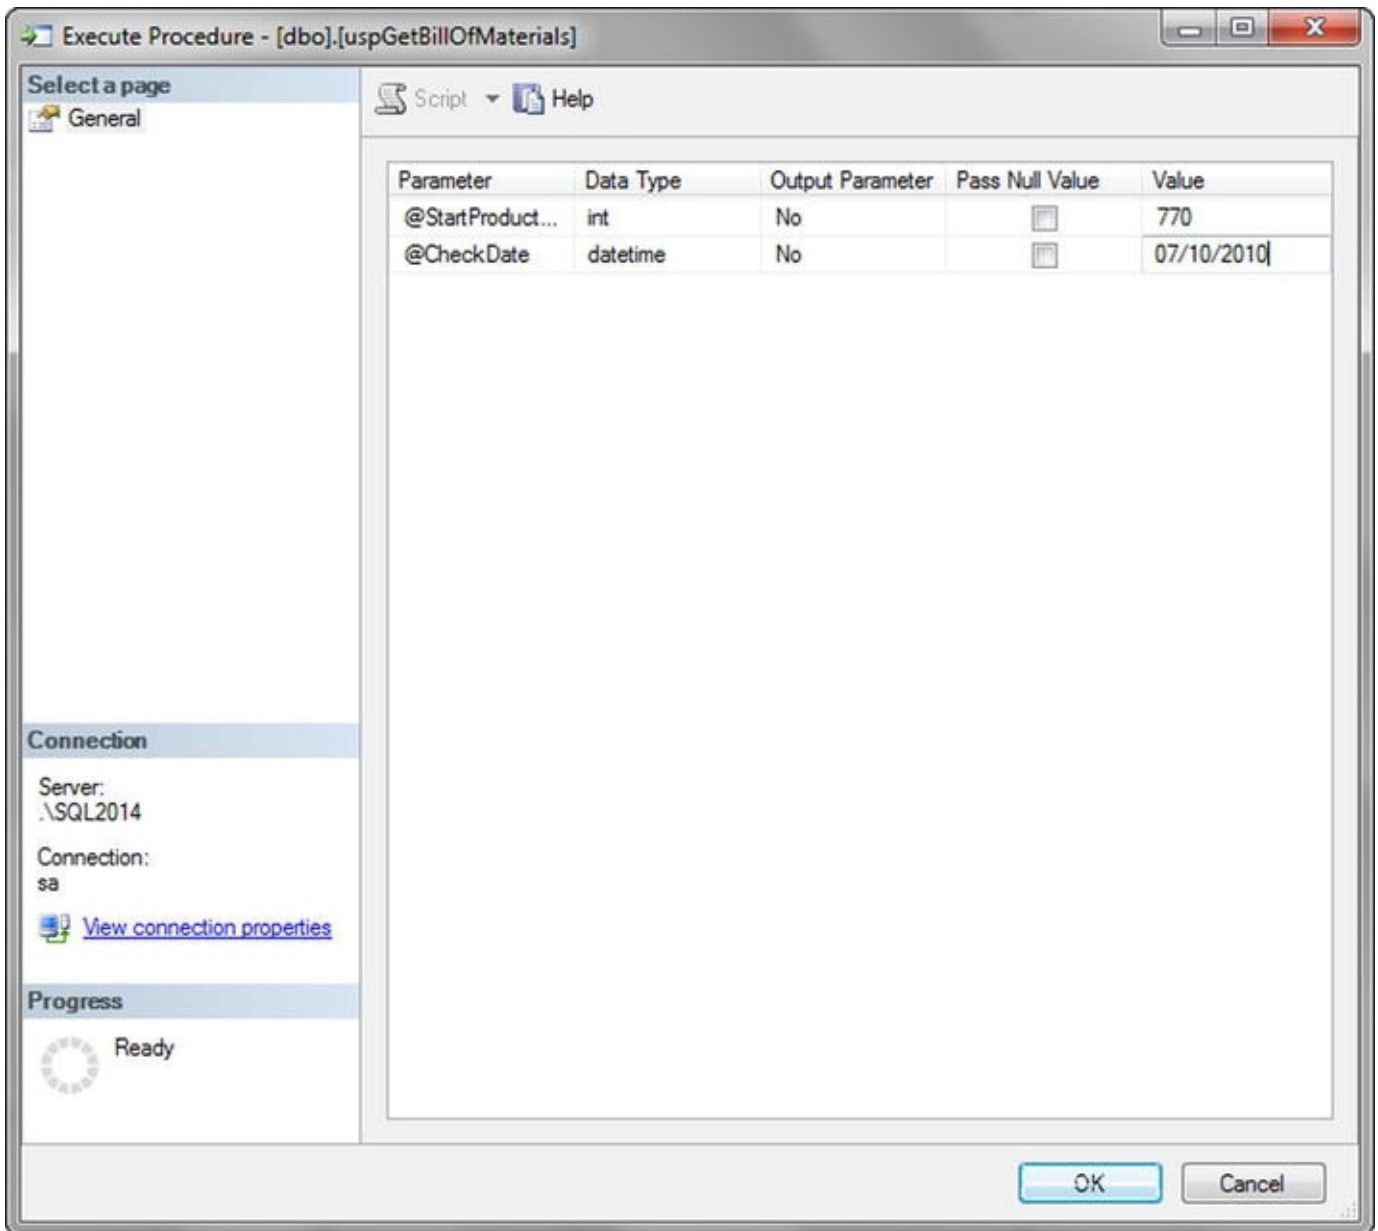 Execute Procedure - [dbo].[uspGetBillOfMaterials]
Select a page
General
Script Help
Parameter Data Type Output Parameter Pass Null Value Value
@StartProduct... int No 770
@CheckDate datetime No 07/10/2010
Connection
Server:
.\SQL2014
Connection:
sa
View connection properties
Progress
Ready
OK Cancel